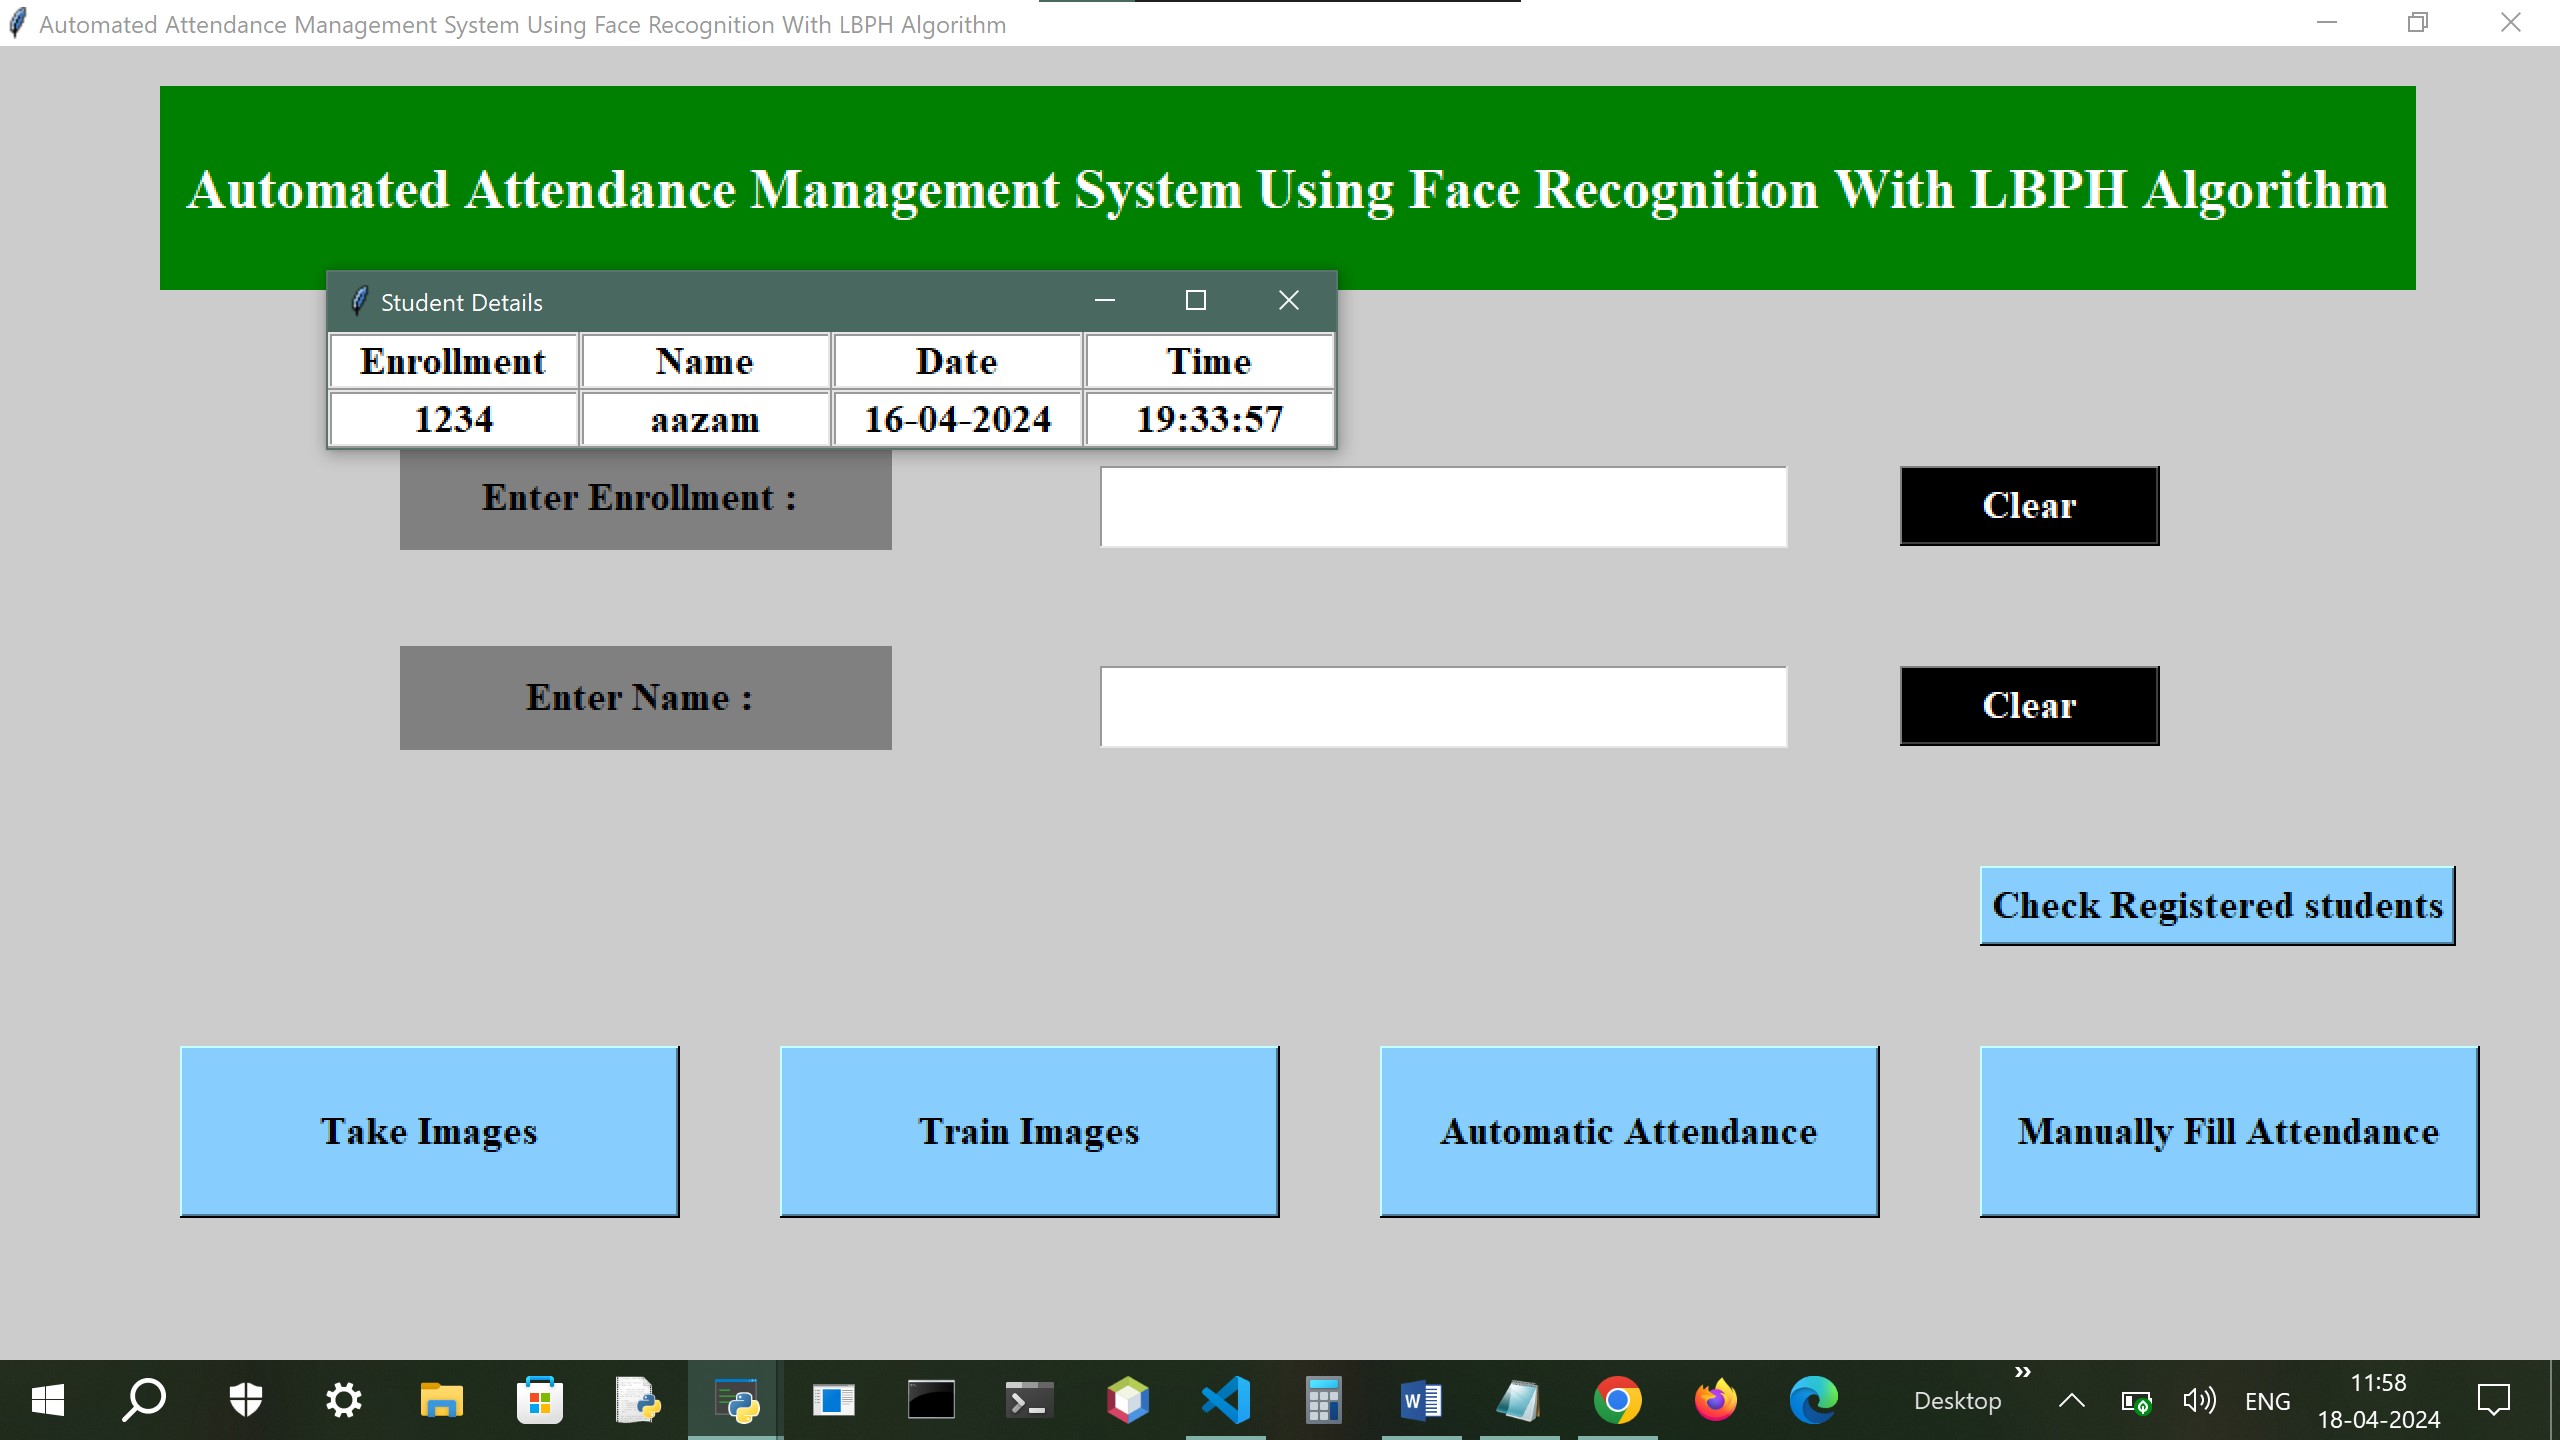 Automated Attendance Management System Using Face Recognition With LBPH Algorithm
Automated Attendance Management System Using Face Recognition With LBPH Algorithm
Student Details
Enrollment Name Date Time
1234 aazam 16-04-2024 19:33:57
Enter Enrollment : Clear
Enter Name : Clear
Check Registered students
Take Images Train Images Automatic Attendance Manually Fill Attendance
Desktop ENG 11:58
18-04-2024